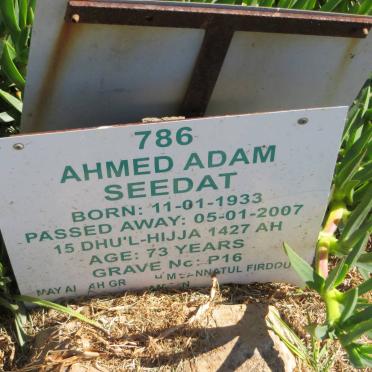 786
AHMED ADAM
SEEDAT
BORN: 11-01-1933
PASSED AWAY: 05-01-2007
15 DHU'L-HIJJA 1427 AH
AGE: 73 YEARS
GRAVE No: P16
MAY